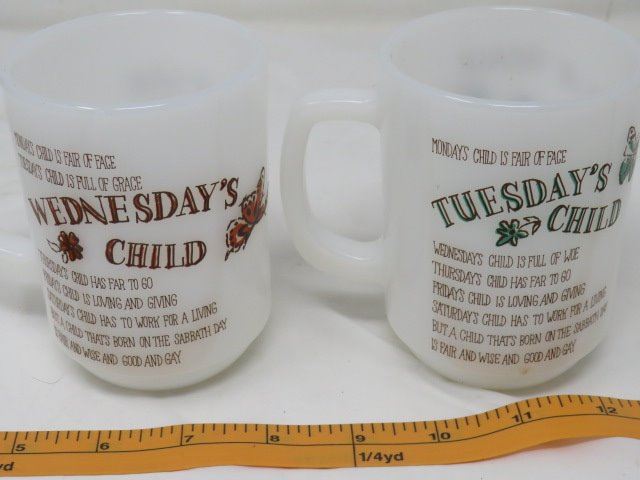 MONDAY'S CHILD IS FAIR OF FACE
TUESDAY'S CHILD IS FULL OF GRACE
WEDNESDAY'S
CHILD
THURSDAY'S CHILD HAS FAR TO GO
FRIDAY'S CHILD IS LOVING AND GIVING
SATURDAY'S CHILD HAS TO WORK FOR A LIVING
BUT A CHILD THAT'S BORN ON THE SABBATH DAY
IS FAIR AND WISE AND GOOD AND GAY
MONDAY'S CHILD IS FAIR OF FACE
TUESDAY'S
CHILD
WEDNESDAY'S CHILD IS FULL OF WOE
THURSDAY'S CHILD HAS FAR TO GO
FRIDAY'S CHILD IS LOVING AND GIVING
SATURDAY'S CHILD HAS TO WORK FOR A LIVING
BUT A CHILD THAT'S BORN ON THE SABBATH
IS FAIR AND WISE AND GOOD AND GAY
5 6 7 8 9 10 11 12
yd 1/4yd